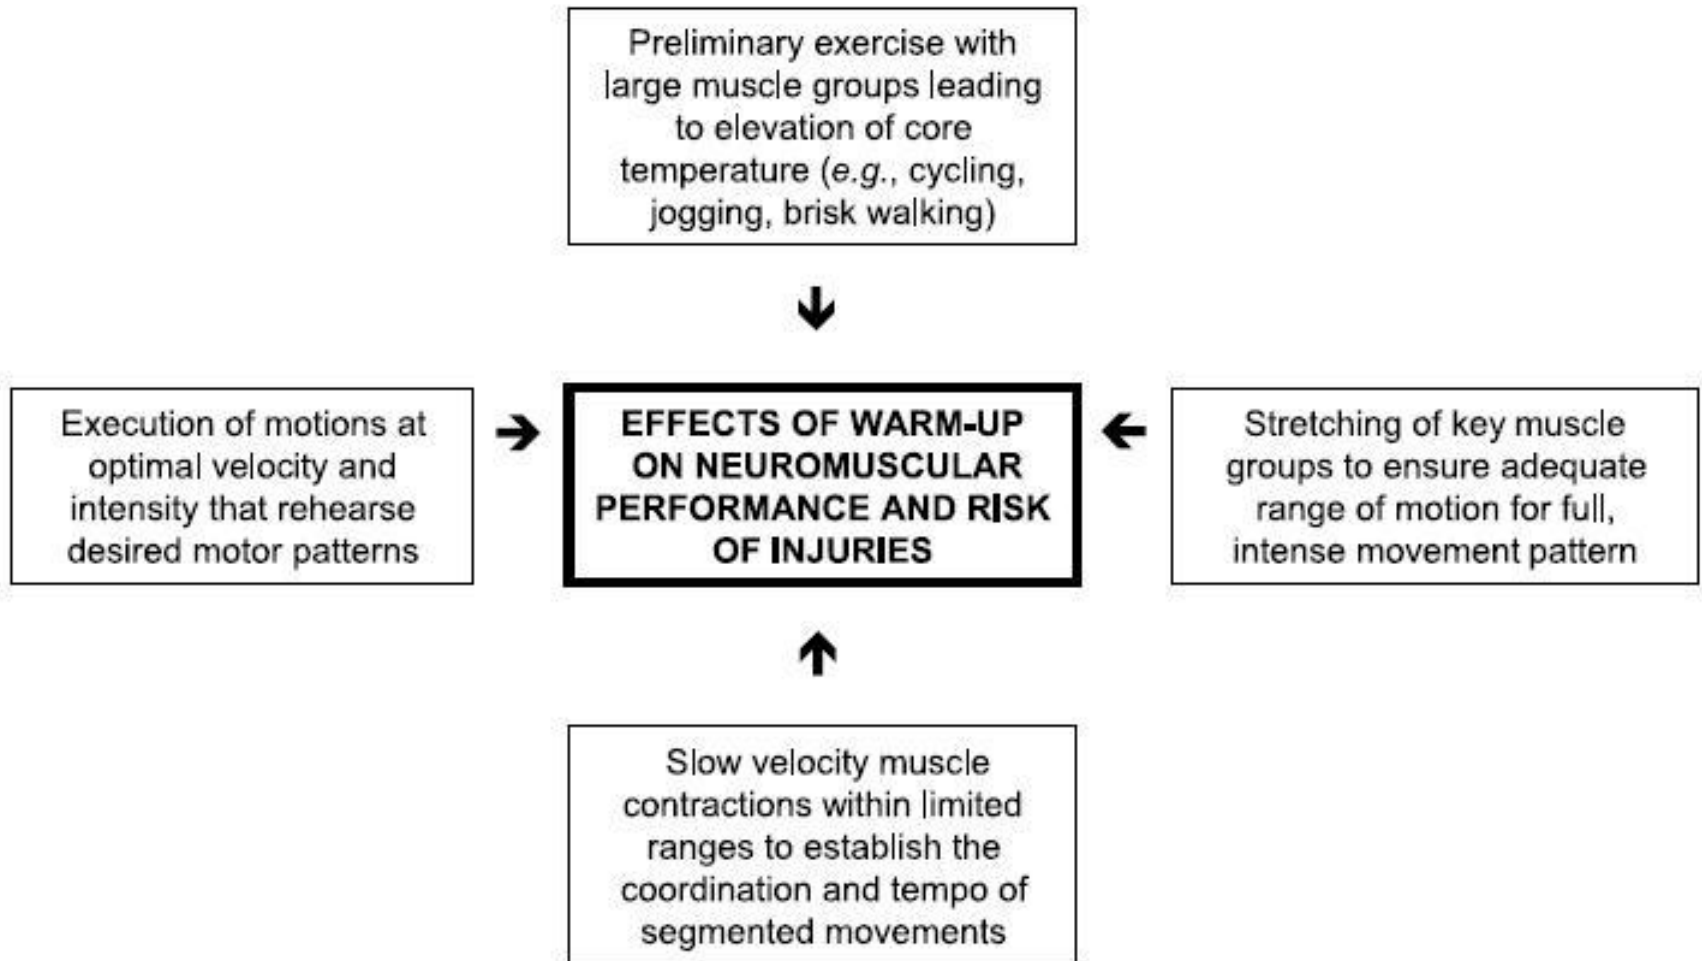 Preliminary exercise with
large muscle groups leading
to elevation of core
temperature (e.g., cycling,
jogging, brisk walking)
Execution of motions at
optimal velocity and
intensity that rehearse
desired motor patterns
EFFECTS OF WARM-UP
ON NEUROMUSCULAR
PERFORMANCE AND RISK
OF INJURIES
Stretching of key muscle
groups to ensure adequate
range of motion for full,
intense movement pattern
Slow velocity muscle
contractions within limited
ranges to establish the
coordination and tempo of
segmented movements